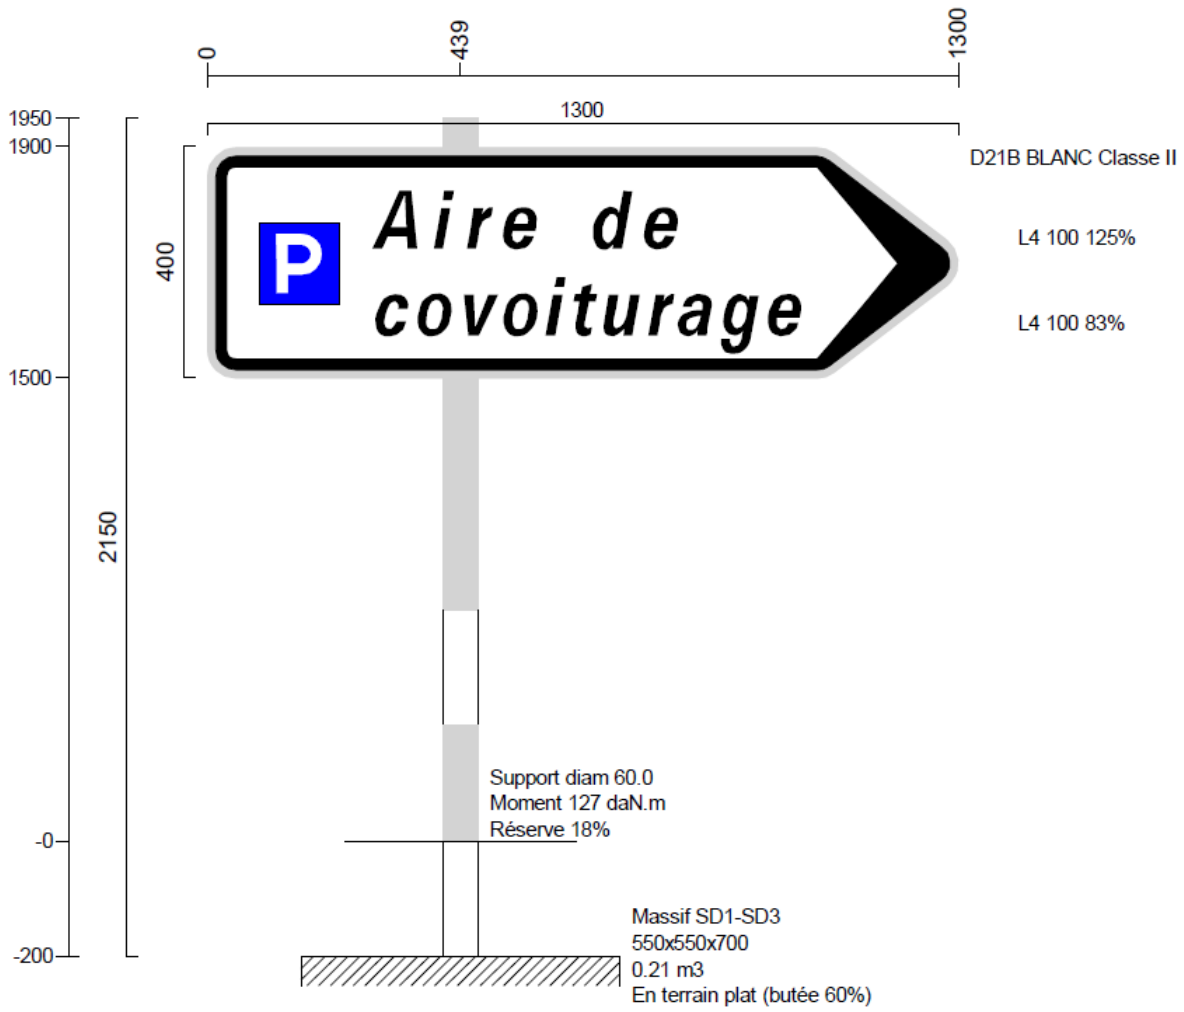 0
439
1300
1300
1950
1900
D21B BLANC Classe II
P
Aire de
L4 100 125%
400
covoiturage
L4 100 83%
1500
2150
Support diam 60.0
Moment 127 daN.m
Réserve 18%
-0
Massif SD1-SD3
550x550x700
-200
0.21 m3
En terrain plat (butée 60%)